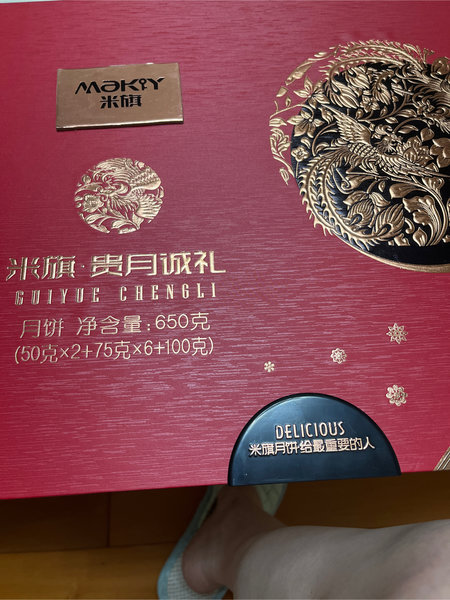 MaKiY
米旗
米旗·贵月诚礼
GUIYUE CHENGLI
月饼 净含量:650克
(50克×2+75克×6+100克)
DELICIOUS
米旗月饼给最重要的人